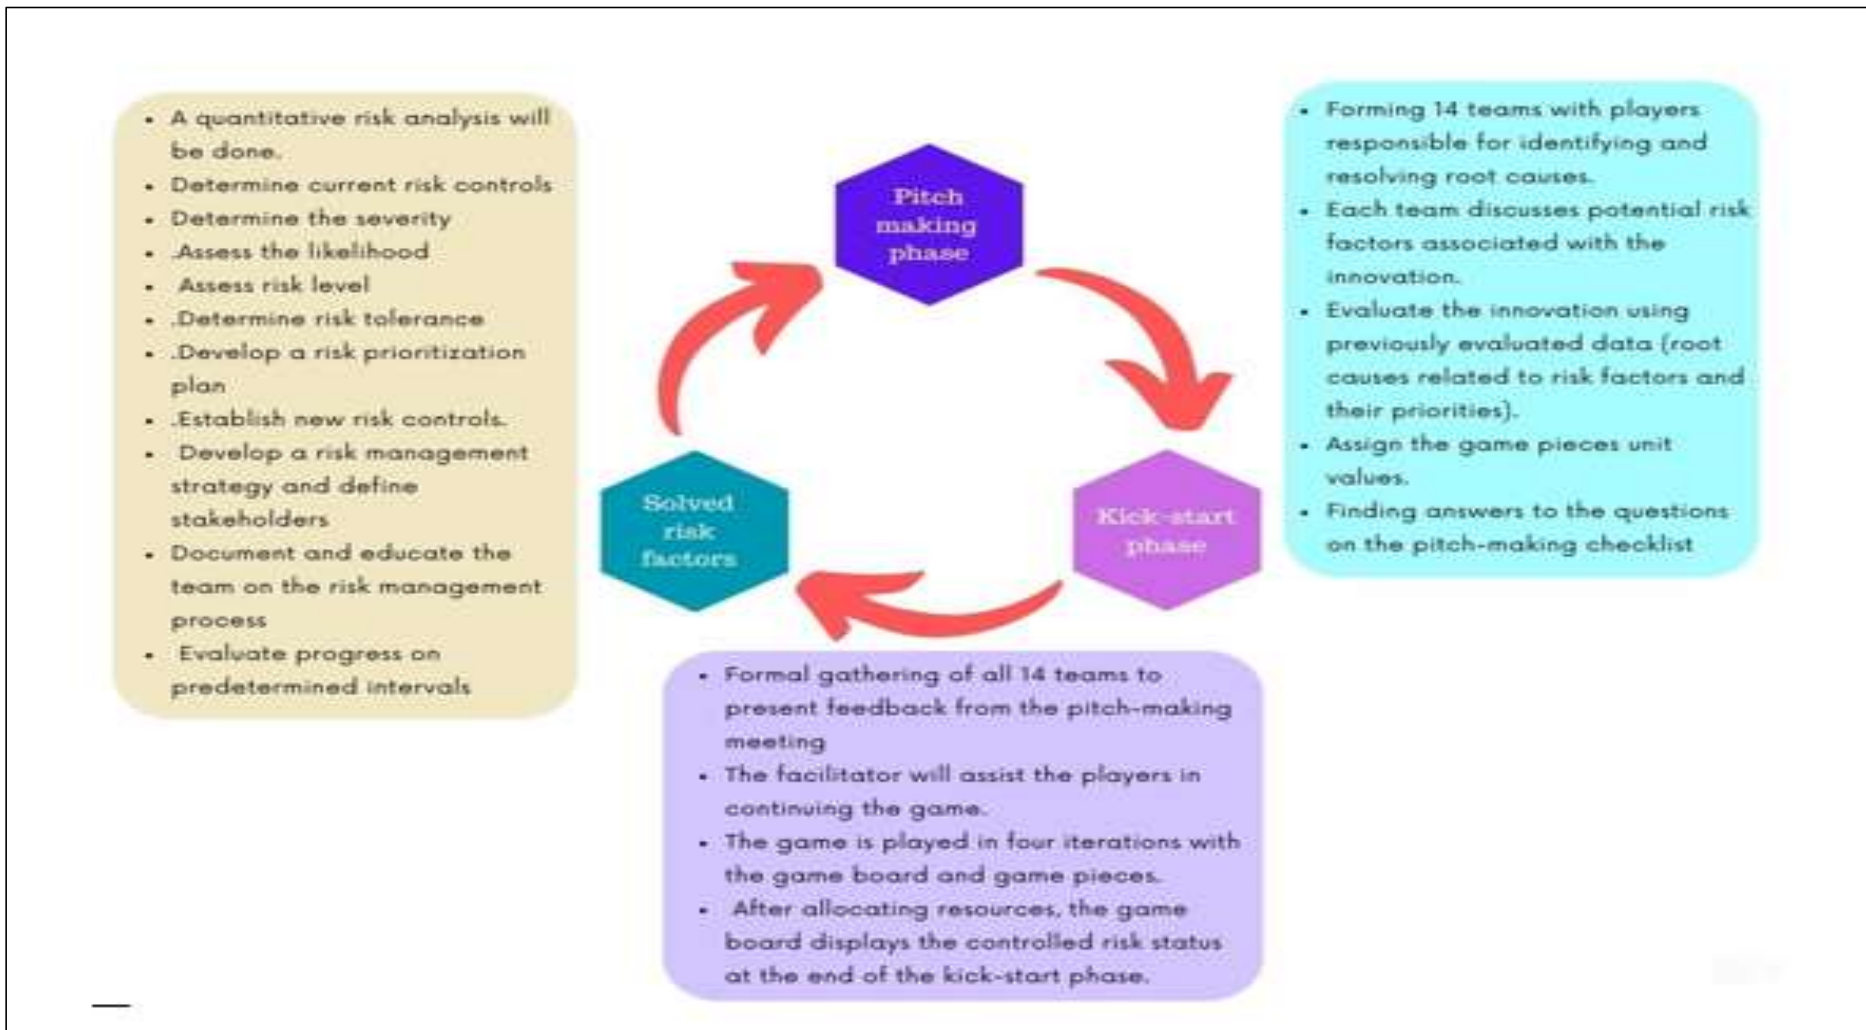 • A quantitative risk analysis will
be done.
• Determine current risk controls
• Determine the severity
• .Assess the likelihood
• Assess risk level
• .Determine risk tolerance
• .Develop a risk prioritization
plan
• .Establish new risk controls.
• Develop a risk management
strategy and define
stakeholders
• Document and educate the
team on the risk management
process
• Evaluate progress on
predetermined intervals
Pitch
making
phase
Solved
risk
factors
Kick-start
phase
• Forming 14 teams with players
responsible for identifying and
resolving root causes.
• Each team discusses potential risk
factors associated with the
innovation.
• Evaluate the innovation using
previously evaluated data (root
causes related to risk factors and
their priorities).
• Assign the game pieces unit
values.
• Finding answers to the questions
on the pitch-making checklist
• Formal gathering of all 14 teams to
present feedback from the pitch-making
meeting
• The facilitator will assist the players in
continuing the game.
• The game is played in four iterations with
the game board and game pieces.
• After allocating resources, the game
board displays the controlled risk status
at the end of the kick-start phase.